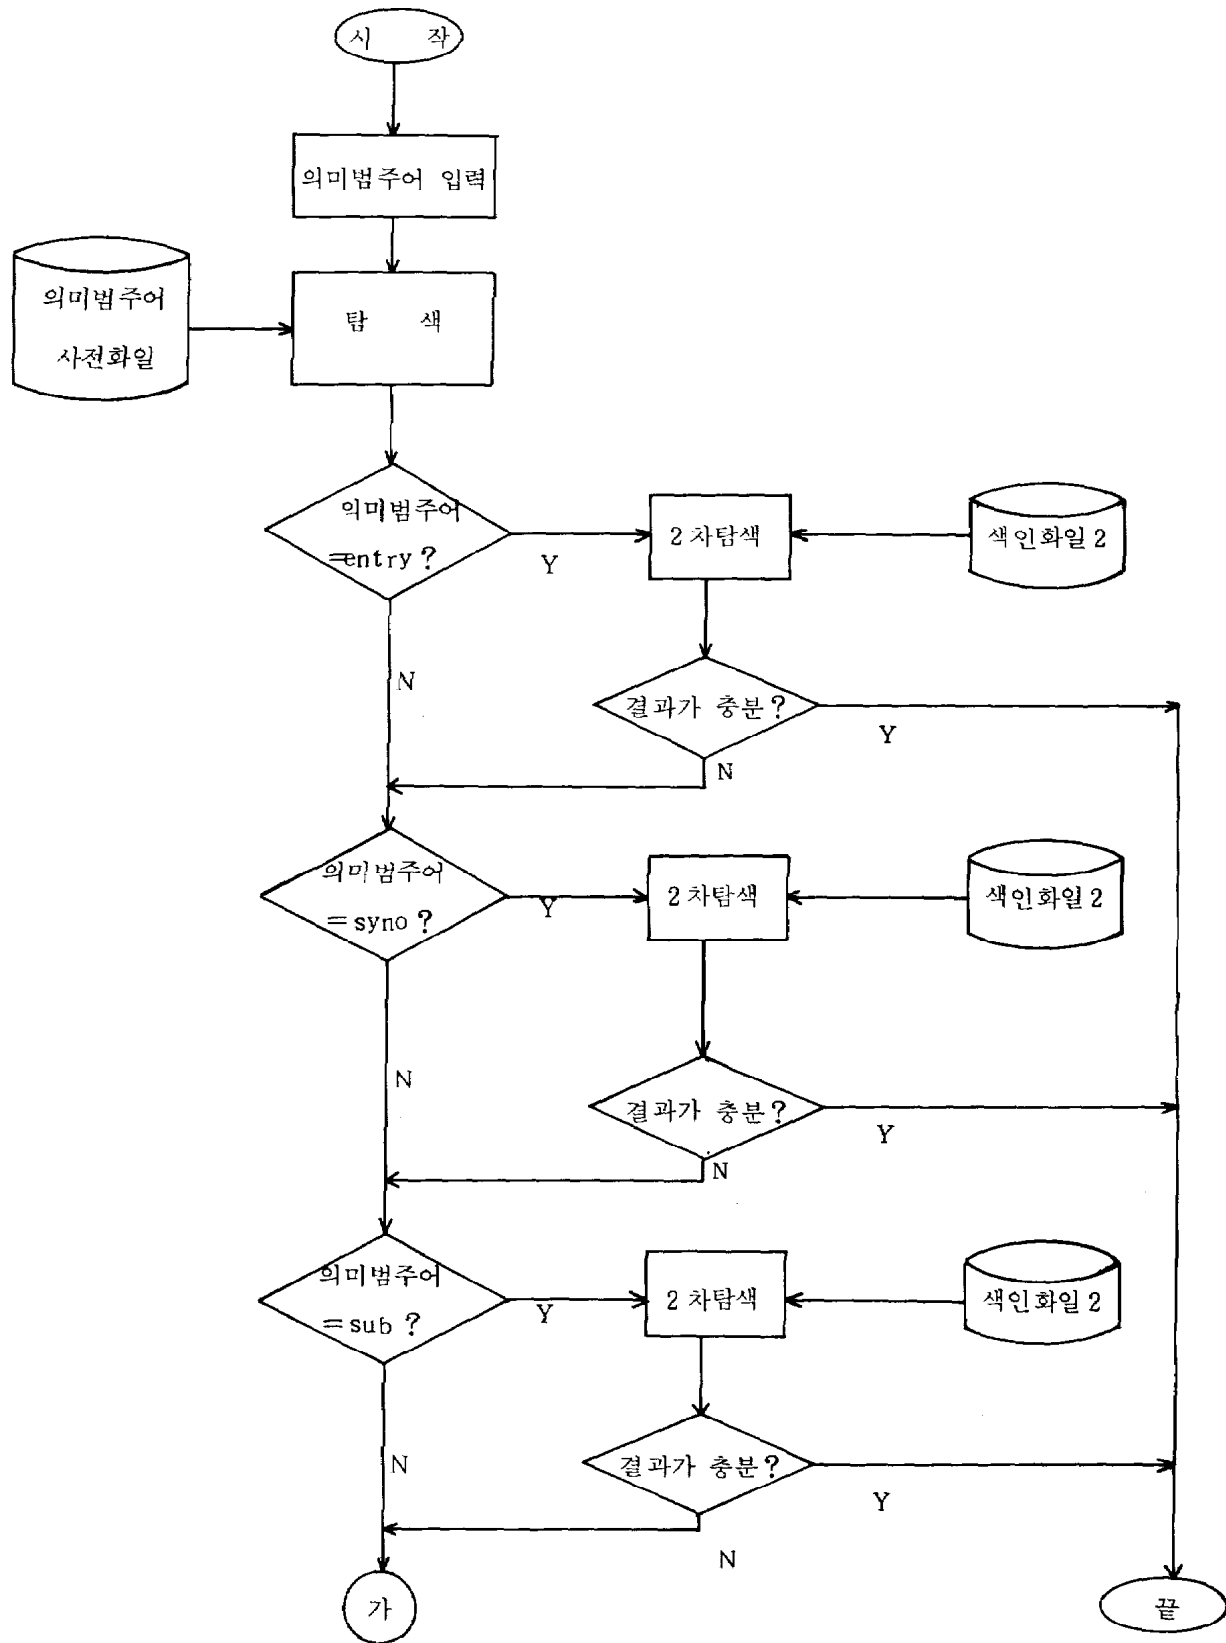 시 작
의미범주어 입력
의미범주어
사전화일
탐 색
의미범주어
=entry?
Y
2차탐색
색인화일 2
N
결과가 충분?
Y
N
의미범주어
=syno?
Y
2차탐색
색인화일 2
N
결과가 충분?
Y
N
의미범주어
=sub?
Y
2차탐색
색인화일 2
N
결과가 충분?
Y
N
가
끝